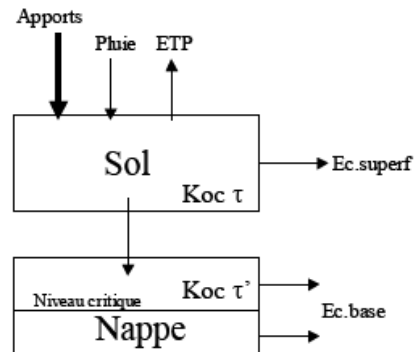 Apports
Pluie ETP
Sol
Ec.superf
Koc τ
Koc τ’
Niveau critique
Ec.base
Nappe